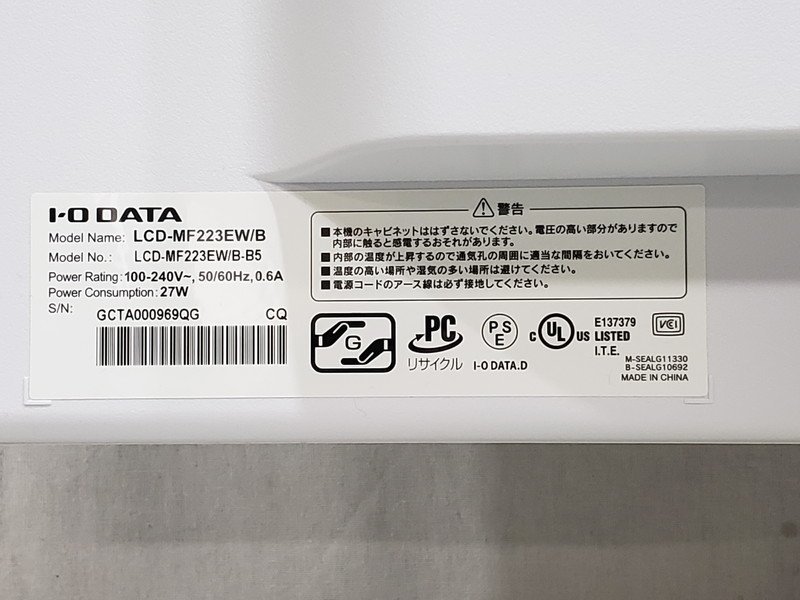 I-O DATA
Model Name: LCD-MF223EW/B
Model No.: LCD-MF223EW/B-B5
Power Rating: 100-240V~, 50/60Hz, 0.6A
Power Consumption: 27W
S/N:
GCTA000969QG CQ
警告
■本機のキャビネットははずさないでください。電圧の高い部分がありますので
内部に触ると感電するおそれがあります。
■内部の温度が上昇するので通気孔の周囲に適当な間隔をおいてください。
■温度の高い場所や湿気の多い場所は避けてください。
■電源コードのアース線は必ず接地してください。
G
PC
リサイクル
PSE
I-O DATA.D
C UL US
E137379
LISTED
I.T.E.
VCI
M-SEALG11330
B-SEALG10692
MADE IN CHINA